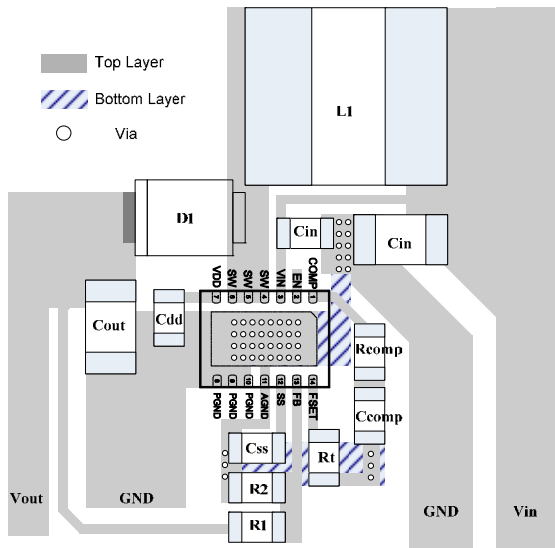 Top Layer
Bottom Layer
Via
L1
D1
Cin
Cin
VDD SW SW SW VIN EN COMP
7 6 5 4 3 2 1
Cout
Cdd
Rcomp
8 9 10 11 12 13 14
PGND PGND PGND AGND SS FB FSET
Ccomp
Css
Rt
R2
R1
Vout
GND
GND
Vin